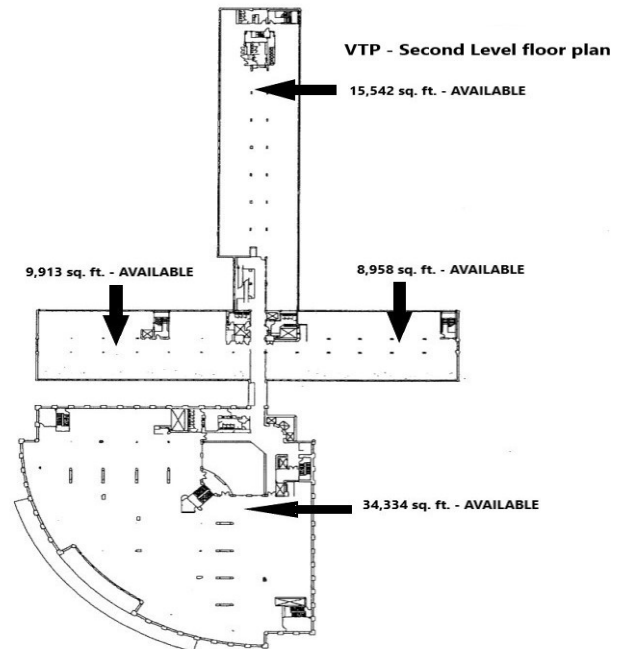 VTP - Second Level floor plan
15,542 sq. ft. - AVAILABLE
9,913 sq. ft. - AVAILABLE
8,958 sq. ft. - AVAILABLE
34,334 sq. ft. - AVAILABLE